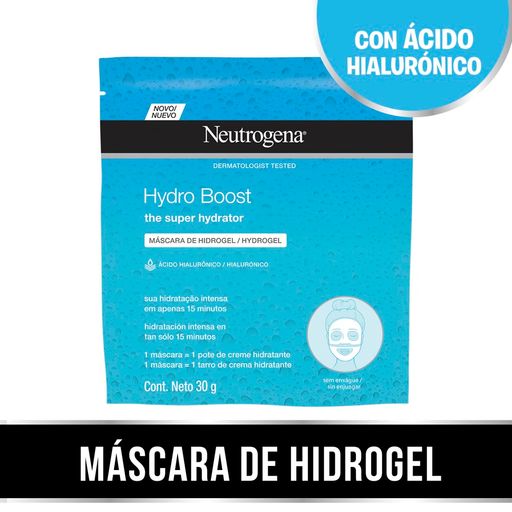 CON ÁCIDO
HIALURÓNICO
NOVO/
NUEVO
Neutrogena®
DERMATOLOGIST TESTED
Hydro Boost
the super hydrator
MÁSCARA DE HIDROGEL / HYDROGEL
ÁCIDO HIALURÔNICO / HIALURÓNICO
sua hidratação intensa
em apenas 15 minutos
hidratación intensa en
tan sólo 15 minutos
1 máscara = 1 pote de creme hidratante
1 máscara = 1 tarro de crema hidratante
Cont. Neto 30 g
sem enxágue /
sin enjuagar
MÁSCARA DE HIDROGEL